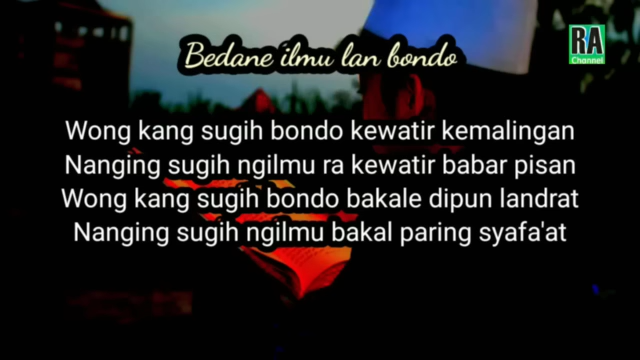 Bedane ilmu lan bondo
RA
Channel
Wong kang sugih bondo kewatir kemalingan
Nanging sugih ngilmu ra kewatir babar pisan
Wong kang sugih bondo bakale dipun landrat
Nanging sugih ngilmu bakal paring syafa'at